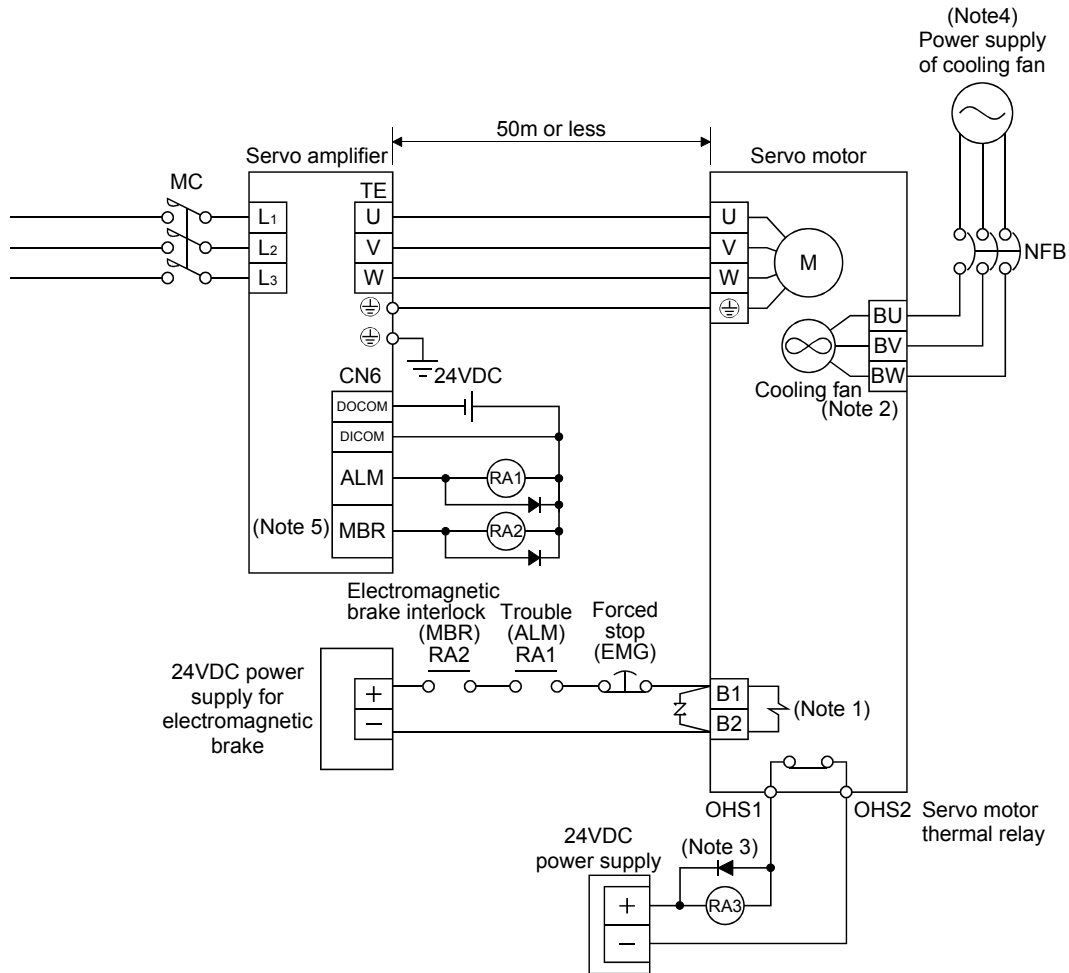 (Note4)
Power supply
of cooling fan
50m or less
Servo amplifier
Servo motor
MC
TE
L1
U
U
L2
V
V
M
NFB
L3
W
W
BU
BV
BW
CN6
24VDC
Cooling fan
(Note 2)
DOCOM
DICOM
ALM
RA1
(Note 5)
MBR
RA2
Electromagnetic
brake interlock
(MBR)
RA2
Trouble
(ALM)
RA1
Forced
stop
(EMG)
24VDC power
supply for
electromagnetic
brake
+
−
B1
B2
(Note 1)
OHS1
OHS2
Servo motor
thermal relay
24VDC
power supply
(Note 3)
+
RA3
−